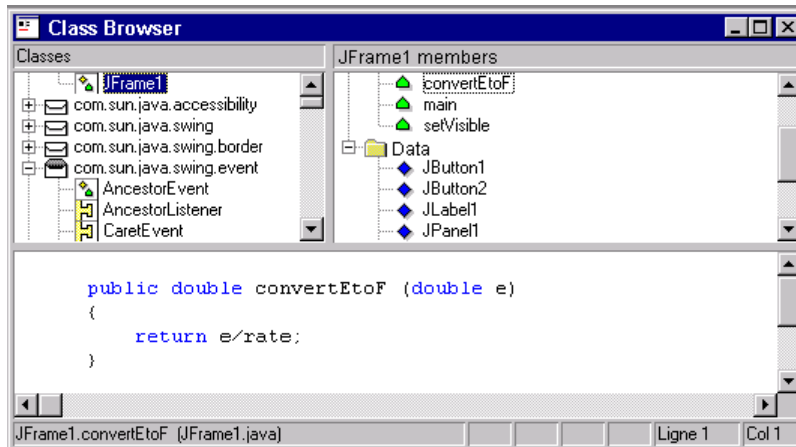 Class Browser
Classes
JFrame1 members
JFrame1
com.sun.java.accessibility
com.sun.java.swing
com.sun.java.swing.border
com.sun.java.swing.event
AncestorEvent
AncestorListener
CaretEvent
convertEtoF
main
setVisible
Data
JButton1
JButton2
JLabel1
JPanel1
public double convertEtoF (double e)
{
return e/rate;
}
JFrame1.convertEtoF (JFrame1.java)
Ligne 1
Col 1